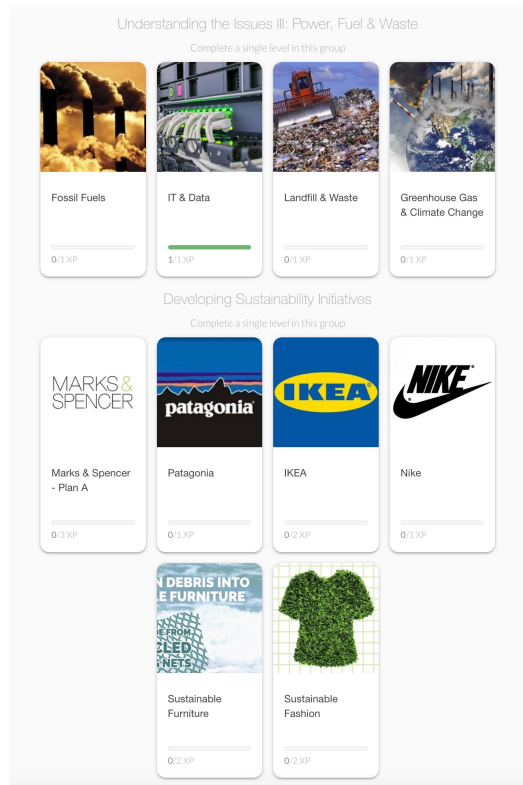 Understanding the Issues III: Power, Fuel & Waste
Complete a single level in this group
Fossil Fuels
0/1 XP
IT & Data
1/1 XP
Landfill & Waste
0/1 XP
Greenhouse Gas
& Climate Change
0/1 XP
Developing Sustainability Initiatives
Complete a single level in this group
MARKS&
SPENCER
Marks & Spencer
- Plan A
0/3 XP
patagonia®
Patagonia
0/1 XP
IKEA®
IKEA
0/2 XP
NIKE
Nike
0/1 XP
N DEBRIS INTO
E FURNITURE
E FROM
CLED
NETS
Sustainable
Furniture
0/2 XP
Sustainable
Fashion
0/2 XP